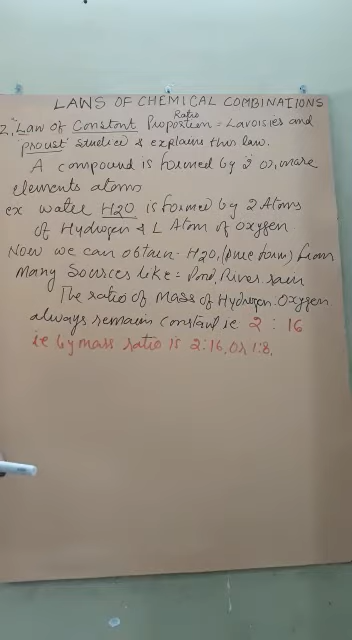 LAWS OF CHEMICAL COMBINATIONS
Ratio
2. Law of Constant Proportion = Lavoisies and
proust studied & explains this law.
A compound is formed by 2 or more
elements atoms
ex water H2O is formed by 2 Atoms
of Hydrogen & 1 Atom of Oxygen
Now we can obtain H2O, (pure form) from
many Sources like = Pond, River, rain
The ratio of Mass of Hydrogen: Oxygen
always remain constant ie 2 : 16
ie by mass ratio is 2:16, Or 1:8,